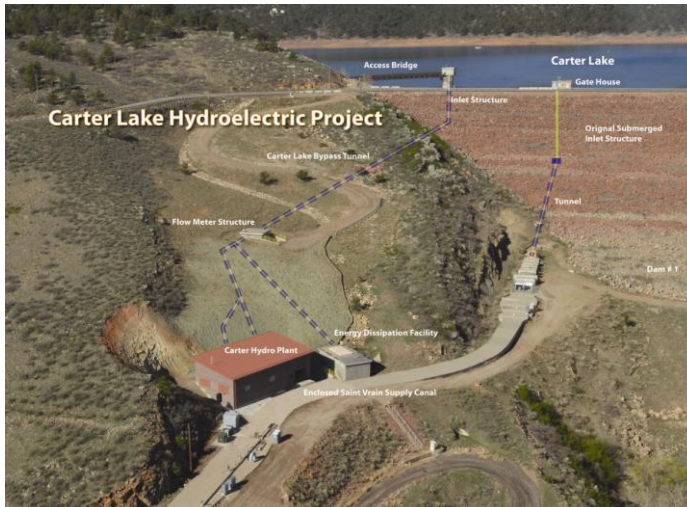 Carter Lake
Access Bridge
Gate House
Inlet Structure
Carter Lake Hydroelectric Project
Orignal Submerged
Inlet Structure
Carter Lake Bypass Tunnel
Tunnel
Flow Meter Structure
Dam # 1
Energy Dissipation Facility
Carter Hydro Plant
Enclosed Saint Vrain Supply Canal